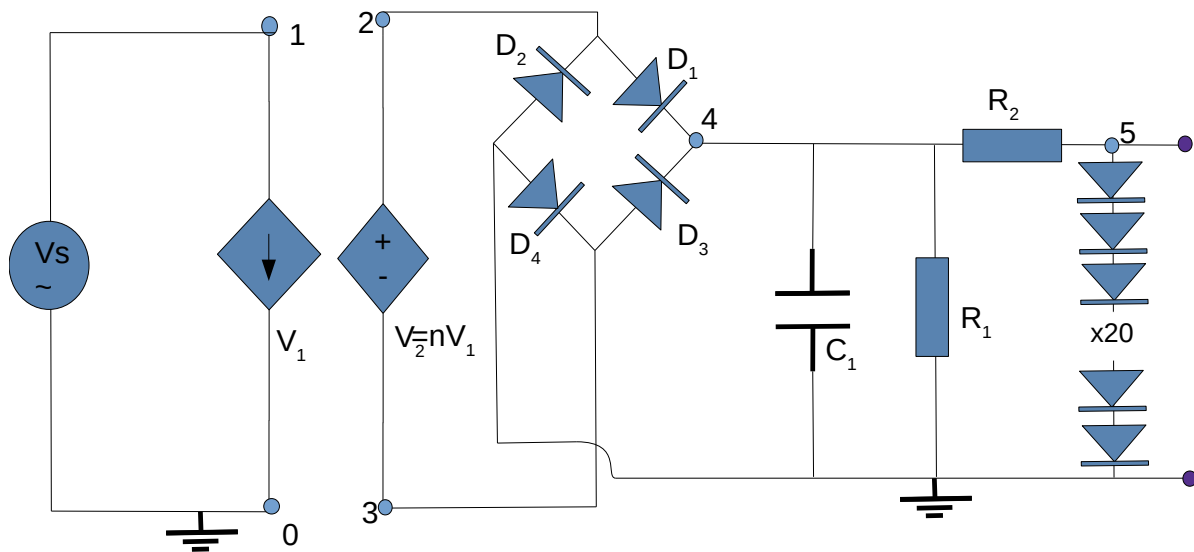 1
2
D₂
D₁
4
R₂
5
Vs
~
+
-
D₄
D₃
V₁
V₂=nV₁
C₁
R₁
x20
3
0